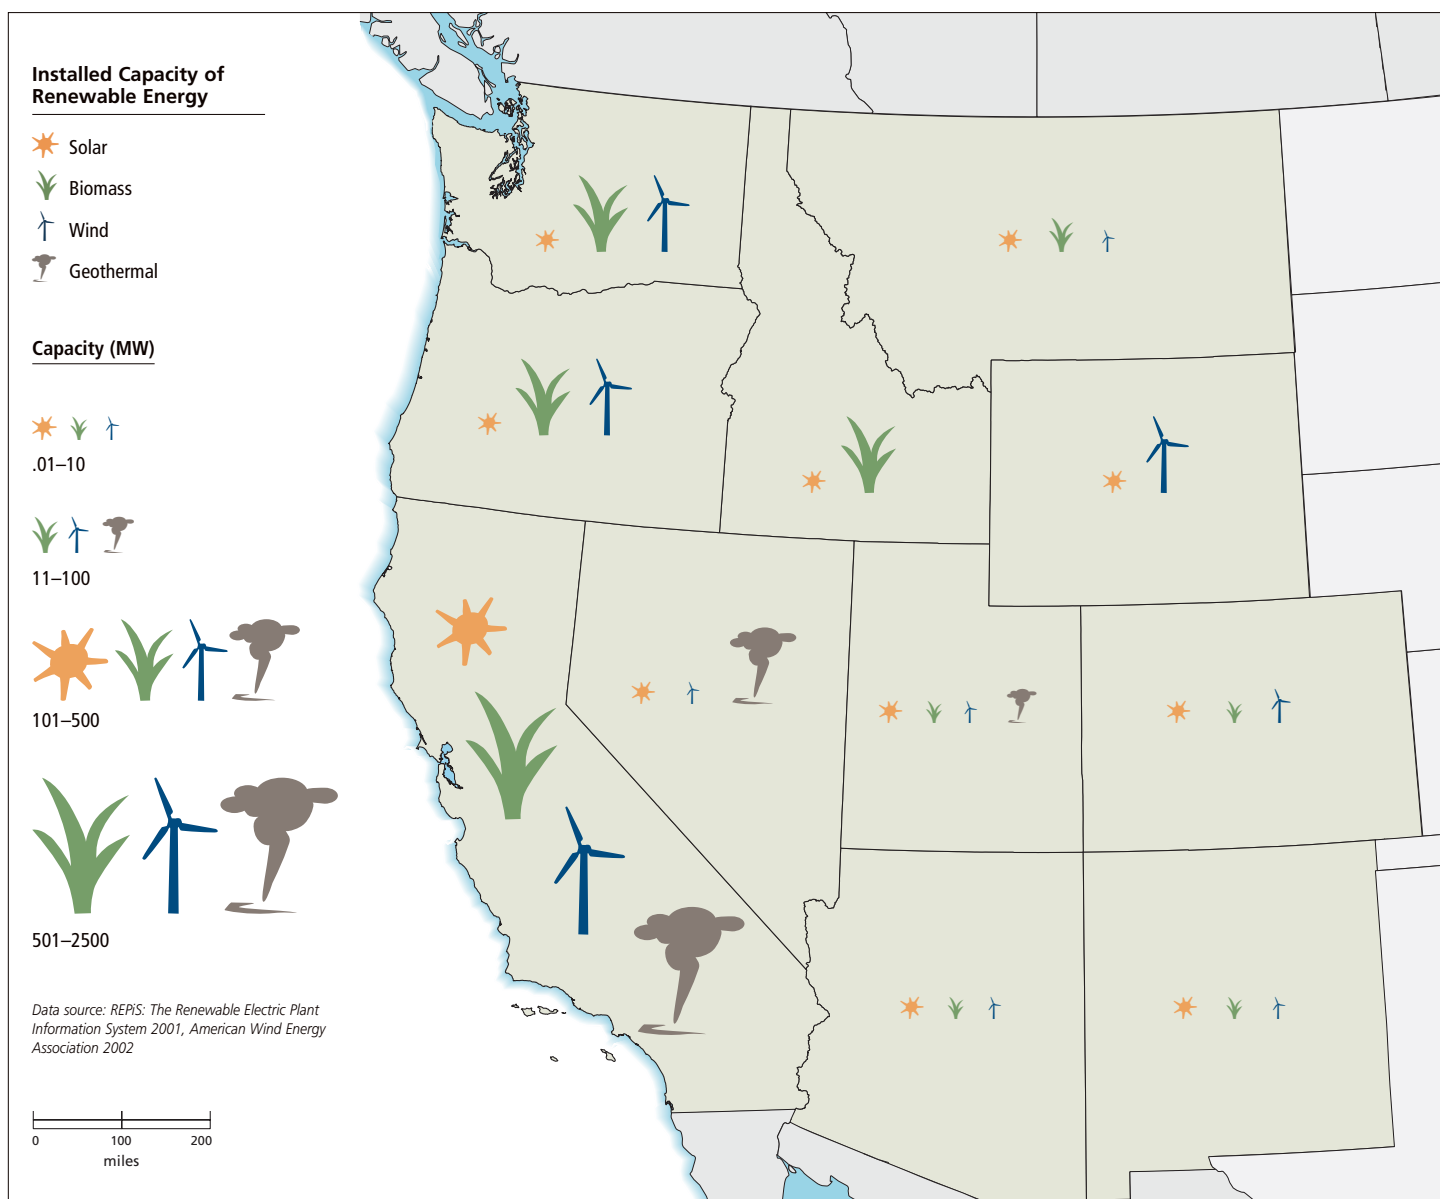 Installed Capacity of
Renewable Energy
Solar
Biomass
Wind
Geothermal
Capacity (MW)
.01–10
11–100
101–500
501–2500
Data source: REPiS: The Renewable Electric Plant
Information System 2001, American Wind Energy
Association 2002
0 100 200
miles